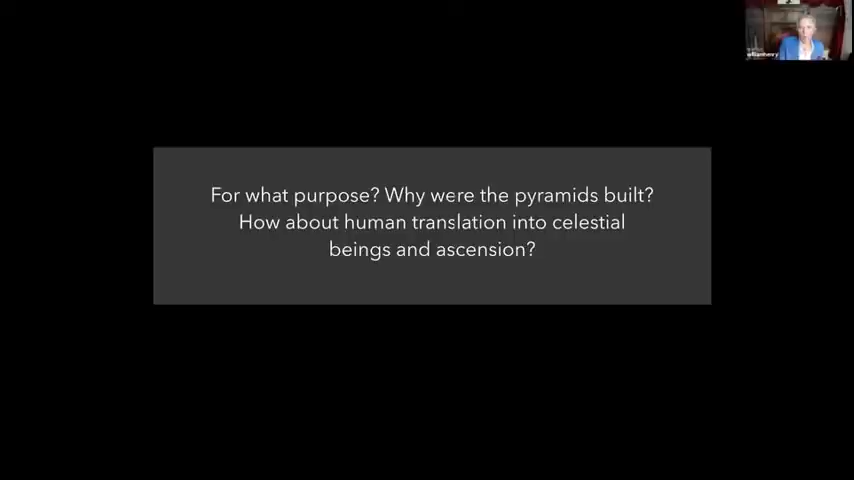 For what purpose? Why were the pyramids built?
How about human translation into celestial
beings and ascension?